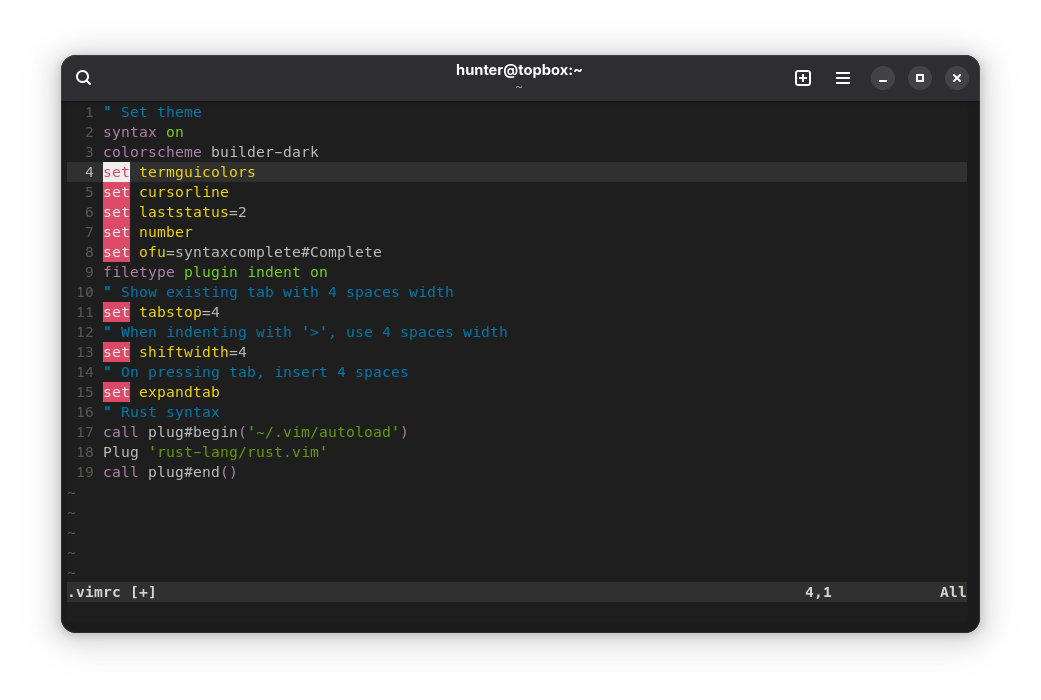 hunter@topbox:~
~
1 " Set theme
2 syntax on
3 colorscheme builder-dark
4 set termguicolors
5 set cursorline
6 set laststatus=2
7 set number
8 set ofu=syntaxcomplete#Complete
9 filetype plugin indent on
10 " Show existing tab with 4 spaces width
11 set tabstop=4
12 " When indenting with '>', use 4 spaces width
13 set shiftwidth=4
14 " On pressing tab, insert 4 spaces
15 set expandtab
16 " Rust syntax
17 call plug#begin('~/.vim/autoload')
18 Plug 'rust-lang/rust.vim'
19 call plug#end()
~
~
~
~
~
.vimrc [+] 4,1 All